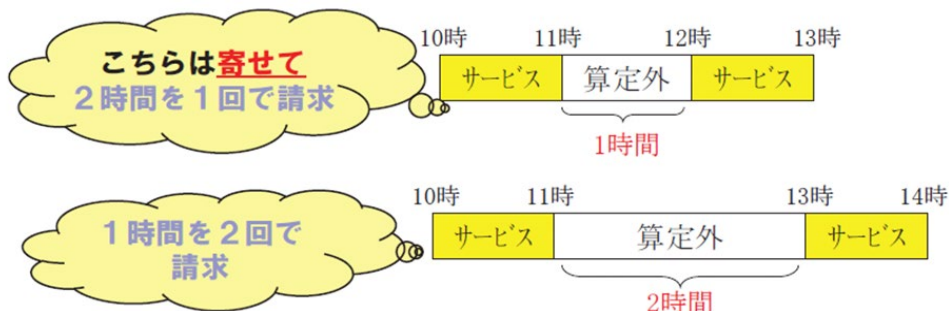 こちらは寄せて
2時間を1回で請求
10時 11時 12時 13時
サービス 算定外 サービス
1時間
1時間を2回で
請求
10時 11時 13時 14時
サービス 算定外 サービス
2時間